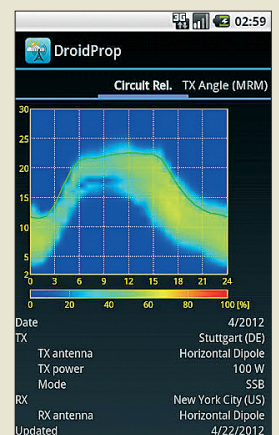 3G 02:59
DroidProp
Circuit Rel. TX Angle (MRM)
30
25
20
15
10
5
2
0 3 6 9 12 15 18 21 24
0 20 40 60 80 100 [%]
Date 4/2012
TX Stuttgart (DE)
TX antenna Horizontal Dipole
TX power 100 W
Mode SSB
RX New York City (US)
RX antenna Horizontal Dipole
Updated 4/22/2012